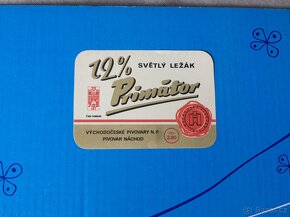 12%
SVĚTLÝ LEŽÁK
Primátor
VÝCHODOČESKÉ PIVOVARY N. P.
PIVOVAR NÁCHOD